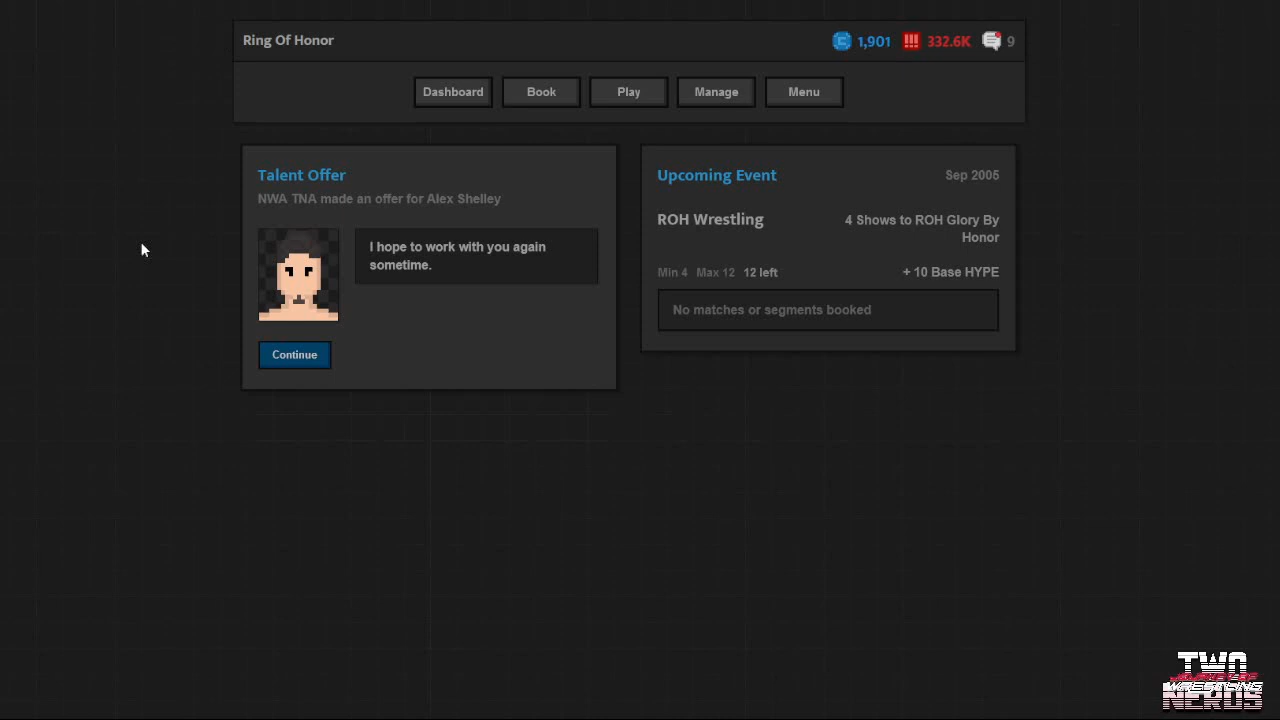 Ring Of Honor
1,901
332.6K
9
Dashboard
Book
Play
Manage
Menu
Talent Offer
NWA TNA made an offer for Alex Shelley
I hope to work with you again
sometime.
Continue
Upcoming Event
Sep 2005
ROH Wrestling
4 Shows to ROH Glory By
Honor
Min 4 Max 12 12 left
+ 10 Base HYPE
No matches or segments booked
TWO
WRESTLING
NERDS